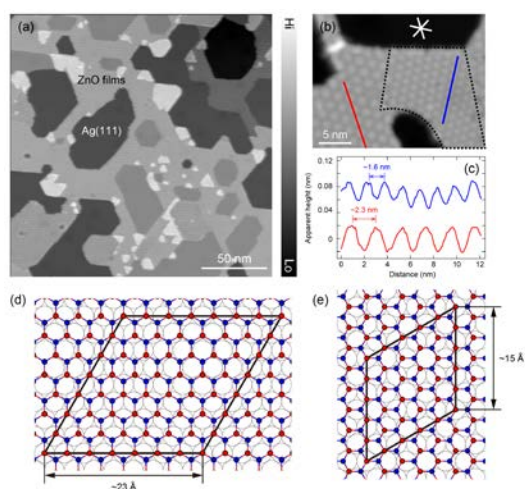 (a)
ZnO films
Ag(111)
50 nm
Hi
Lo
(b)
5 nm
(c)
Apparent height (nm)
0.12
0.08
0.04
0
~1.6 nm
~2.3 nm
0 2 4 6 8 10 12
Distance (nm)
(d)
~23 Å
(e)
~15 Å